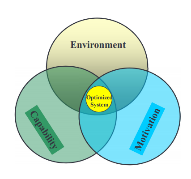 Environment
Optimized
System
Capability
Motivation